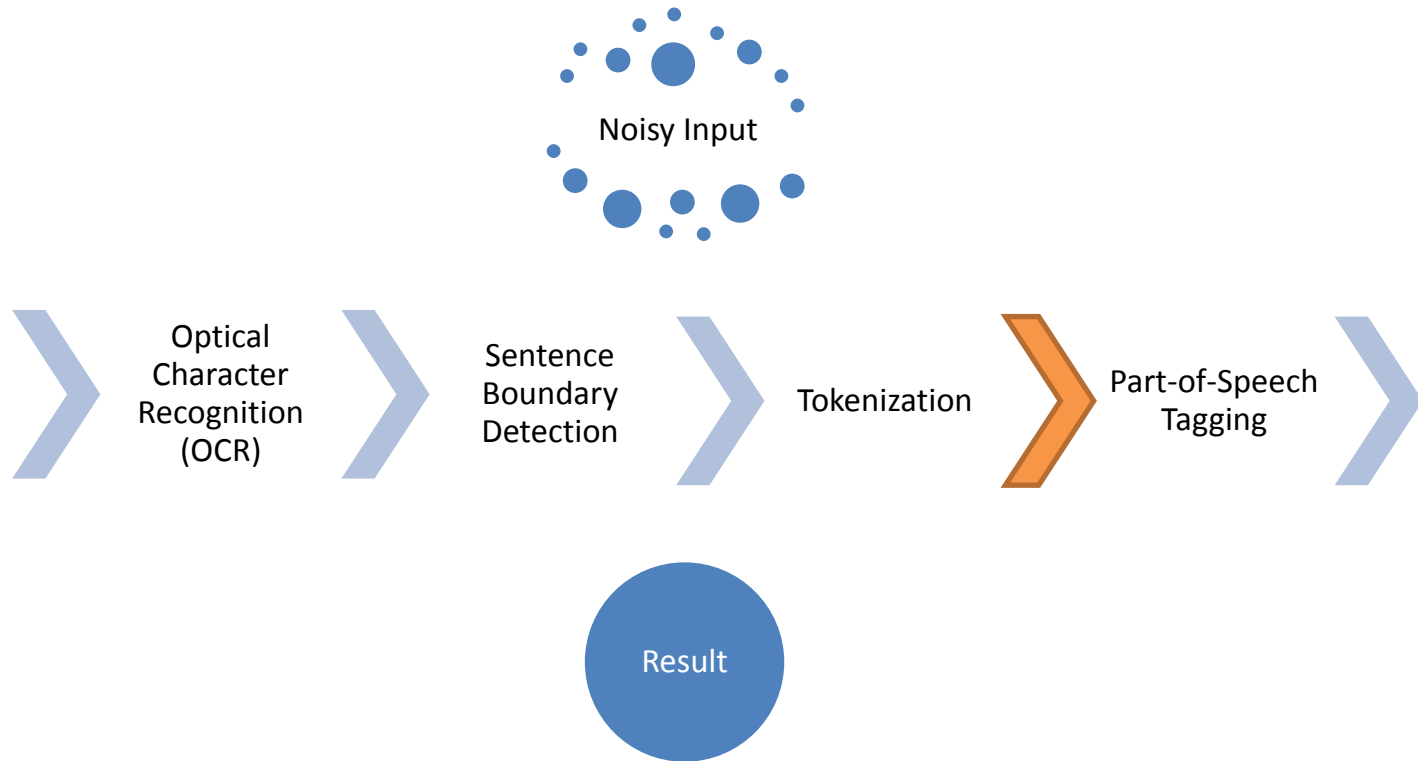 Noisy Input
Optical
Character
Recognition
(OCR)
Sentence
Boundary
Detection
Tokenization
Part-of-Speech
Tagging
Result